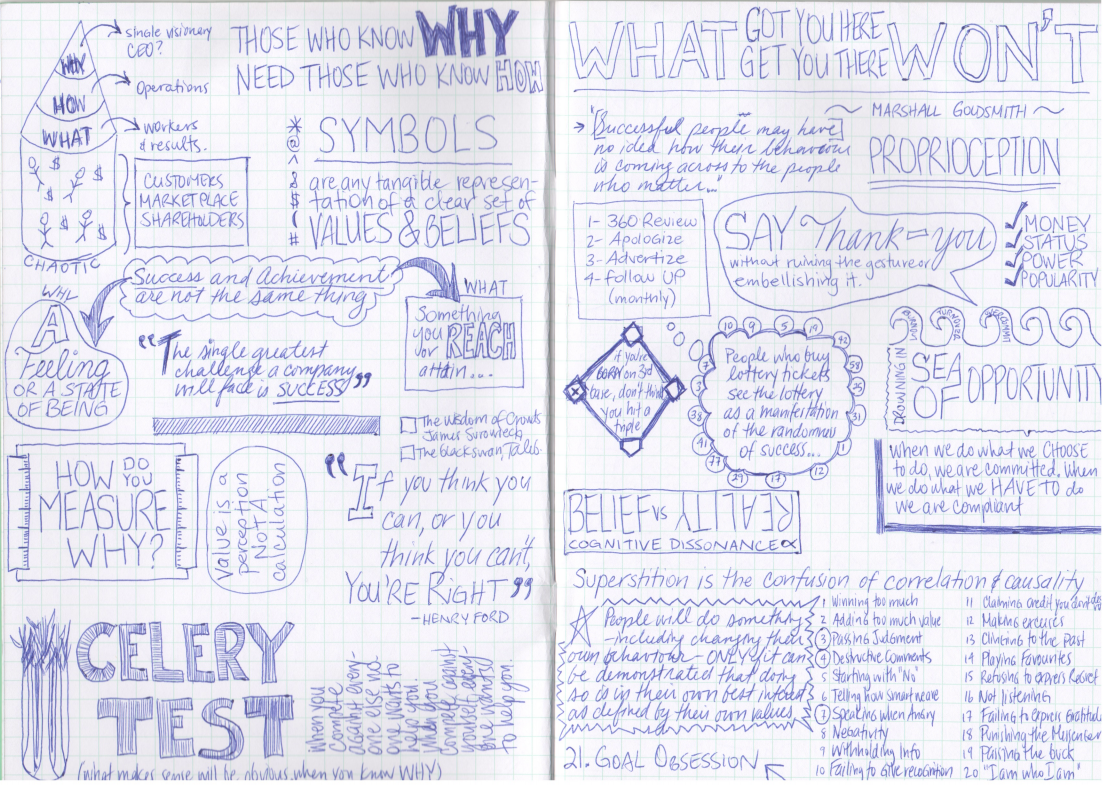 single visionary
CEO?
WHY
HOW
Operations
WHAT
workers
& results.
CUSTOMERS
MARKETPLACE
SHAREHOLDERS
CHAOTIC
THOSE WHO KNOW WHY
NEED THOSE WHO KNOW HOW
* @ ^ & $ ( #
SYMBOLS
are any tangible represen-
tation of a clear set of
VALUES & BELIEFS
Success and Achievement
are not the same thing
WHY
A
Feeling
OR A STATE
OF BEING
WHAT
Something
you REACH
or
attain...
"The single greatest
challenge a company
will face is SUCCESS"
The Wisdom of Crowds
James Surowieck
The black swan, Taleb.
HOW DO YOU
MEASURE
WHY?
Value is a
perception
NOT A
calculation
"If you think you
can, or you
think you can't,
YOU'RE RIGHT"
-HENRY FORD
CELERY
TEST
when you
compete
against every-
one else no-
one wants to
help you.
when you
compete against
yourself, every-
one wants
to help you.
(what makes sense will be obvious when you know WHY)
WHAT GOT YOU HERE WON'T
GET YOU THERE
~ MARSHALL GOLDSMITH ~
"Successful people may have
no idea how their behaviour
is coming across to the people
who matter..."
PROPRIOCEPTION
1- 360 Review
2- Apologize
3- Advertize
4- Follow UP
(monthly)
SAY Thank-you
without ruining the gesture or
embellishing it.
MONEY
STATUS
POWER
POPULARITY
if you're
BORN on 3rd
base, don't think
you hit a
triple
People who buy
lottery tickets
see the lottery
as a manifestation
of the randomness
of success...
10 9 5 19 42 58 25 31 1 12 17 29 77 41 33 3 7
DROWNING IN
SEA
OF OPPORTUNITY
When we do what we CHOOSE
to do, we are committed. When
we do what we HAVE TO do
we are compliant
BELIEF vs REALITY
COGNITIVE DISSONANCE
Superstition is the confusion of correlation & causality
People will do something
-including changing their
own behaviour - ONLY if it can
be demonstrated that doing
so is in their own best interest
as defined by their own values.
21. GOAL OBSESSION
1 Winning too much
2 Adding too much value
3 Passing Judgment
4 Destructive Comments
5 Starting with "No"
6 Telling how smart we are
7 Speaking when Angry
8 Negativity
9 Withholding Info
10 Failing to Give recognition
11 Claiming credit you don't
12 Making excuses
13 Clinging to the Past
14 Playing Favourites
15 Refusing to express Regret
16 Not listening
17 Failing to Express Gratitud
18 Punishing the Messenger
19 Passing the buck
20 "I am who I am"